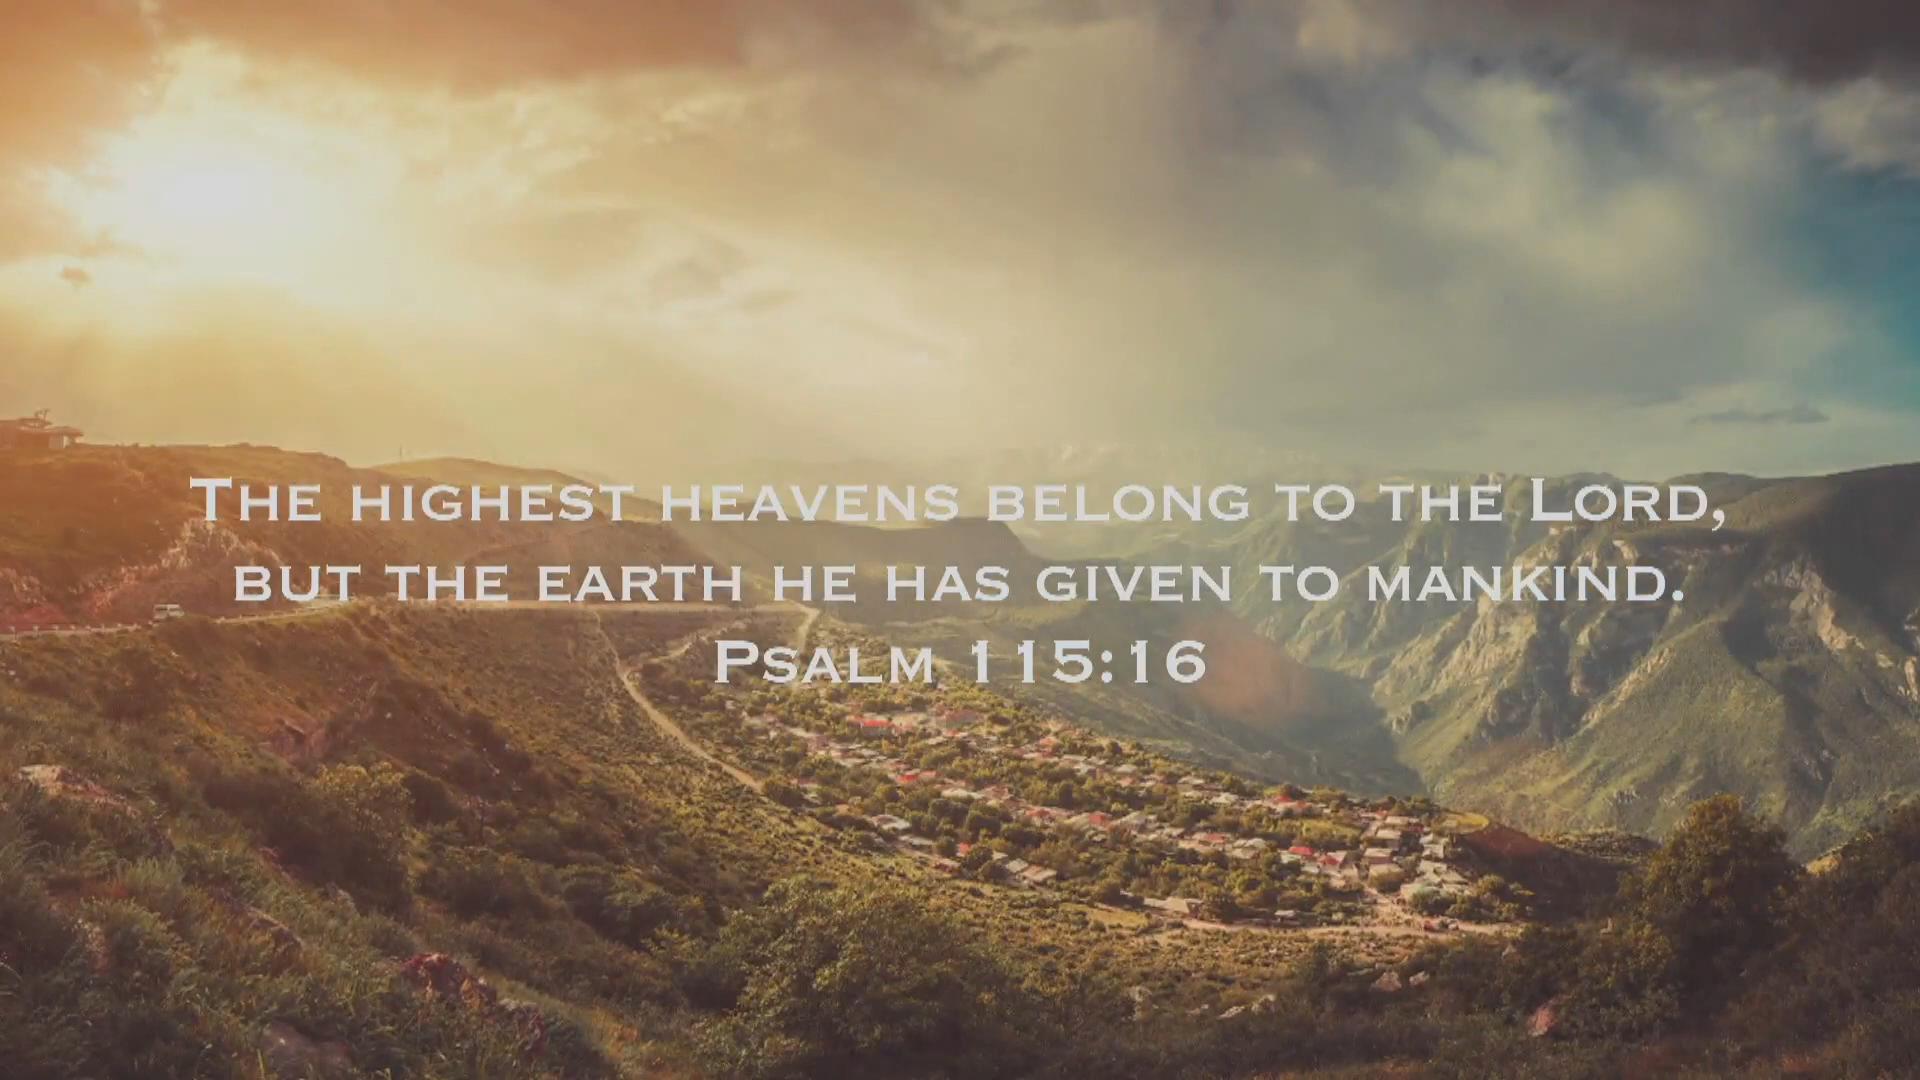 The highest heavens belong to the Lord,
but the earth he has given to mankind.
Psalm 115:16